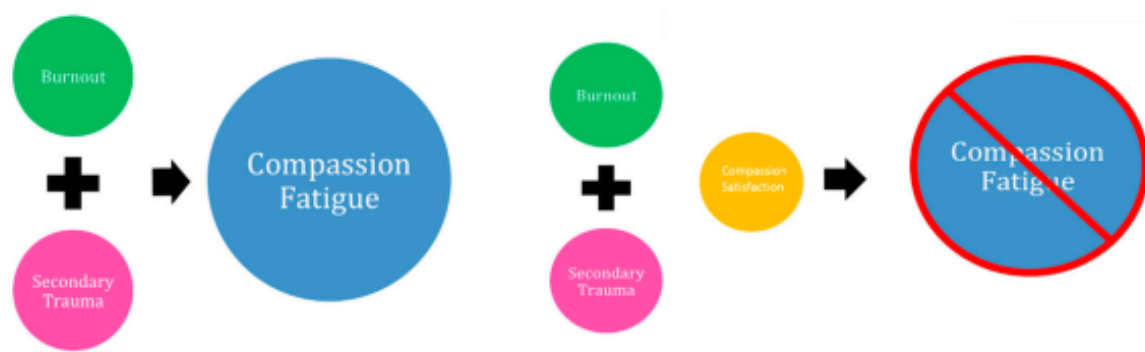 Burnout
Compassion
Fatigue
Secondary
Trauma
Burnout
Compassion
Satisfaction
Compassion
Fatigue
Secondary
Trauma